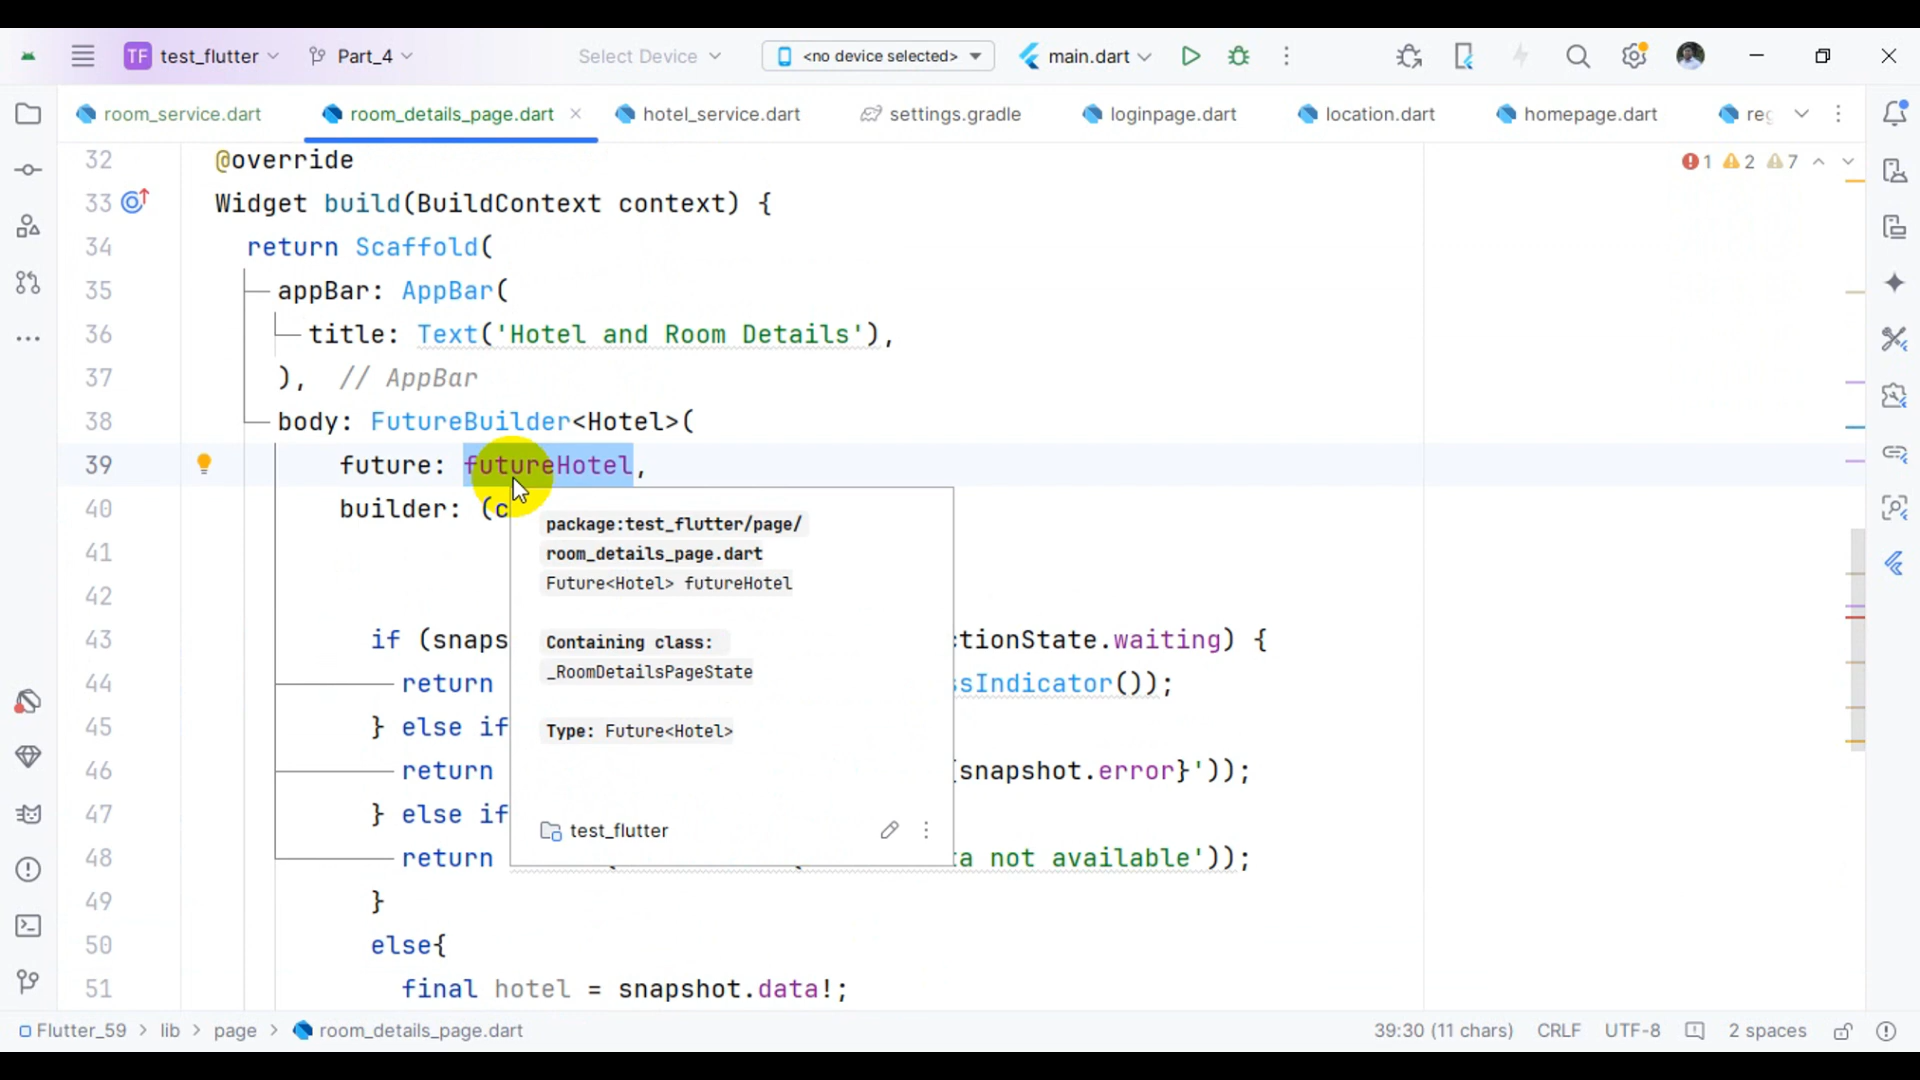 TF test_flutter Part_4 Select Device <no device selected> main.dart
room_service.dart room_details_page.dart hotel_service.dart settings.gradle loginpage.dart location.dart homepage.dart
1 2 7
32 @override
33 Widget build(BuildContext context) {
34 return Scaffold(
35 appBar: AppBar(
36 title: Text('Hotel and Room Details'),
37 ), // AppBar
38 body: FutureBuilder<Hotel>(
39 future: futureHotel,
40 builder: (c
package:test_flutter/page/
room_details_page.dart
Future<Hotel> futureHotel
Containing class:
_RoomDetailsPageState
Type: Future<Hotel>
test_flutter
41
42
43 if (snaps ctionState.waiting) {
44 return ssIndicator());
45 } else if
46 return {snapshot.error}'));
47 } else if
48 return a not available'));
49 }
50 else{
51 final hotel = snapshot.data!;
Flutter_59 > lib > page > room_details_page.dart 39:30 (11 chars) CRLF UTF-8 2 spaces